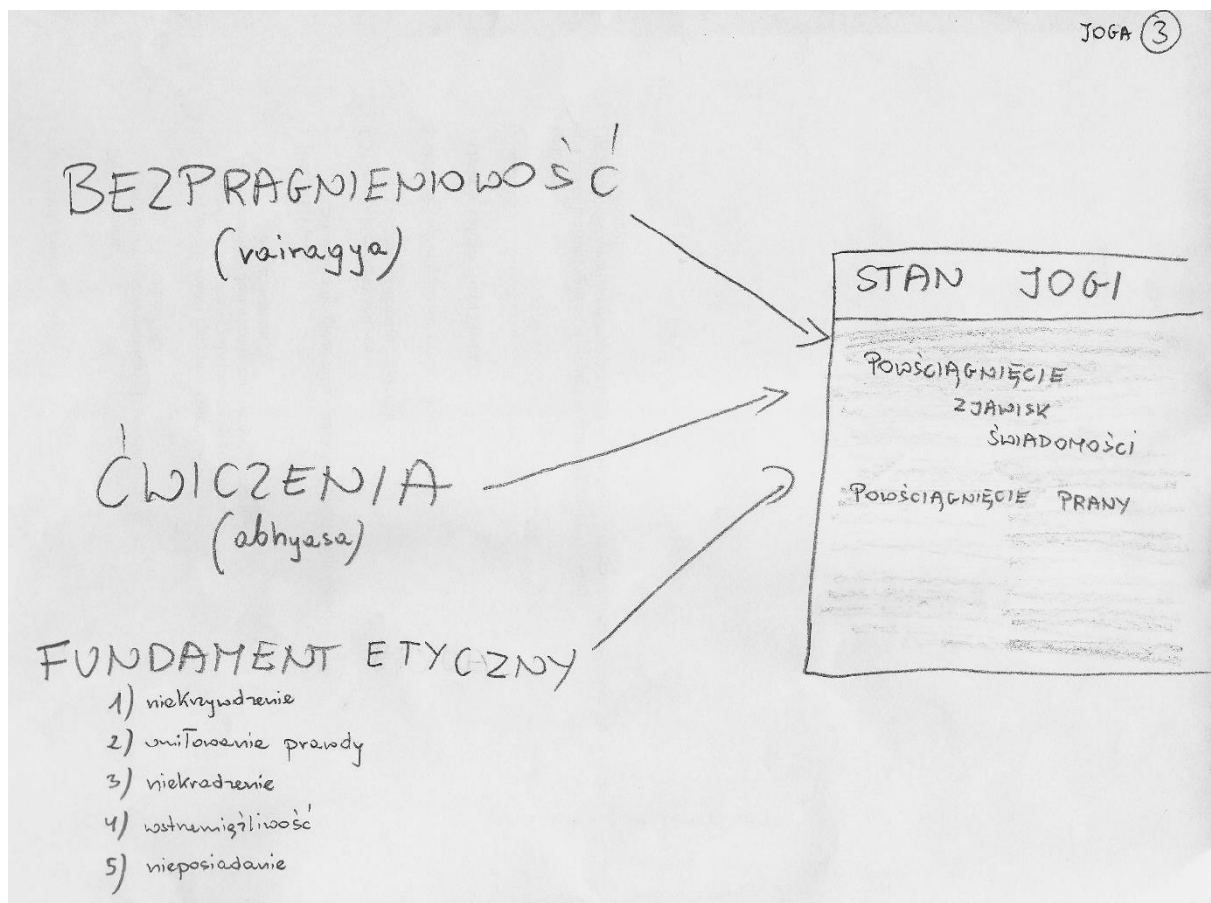 JOGA 3
BEZPRAGNIENIOWOŚĆ
(vairagya)
STAN JOGI
POWŚCIĄGNIĘCIE
ZJAWISK
ŚWIADOMOŚCI
POWŚCIĄGNIĘCIE PRANY
ĆWICZENIA
(abhyasa)
FUNDAMENT ETYCZNY
1) niekrzywdzenie
2) umiłowanie prawdy
3) niekradzenie
4) wstrzemięźliwość
5) nieposiadanie